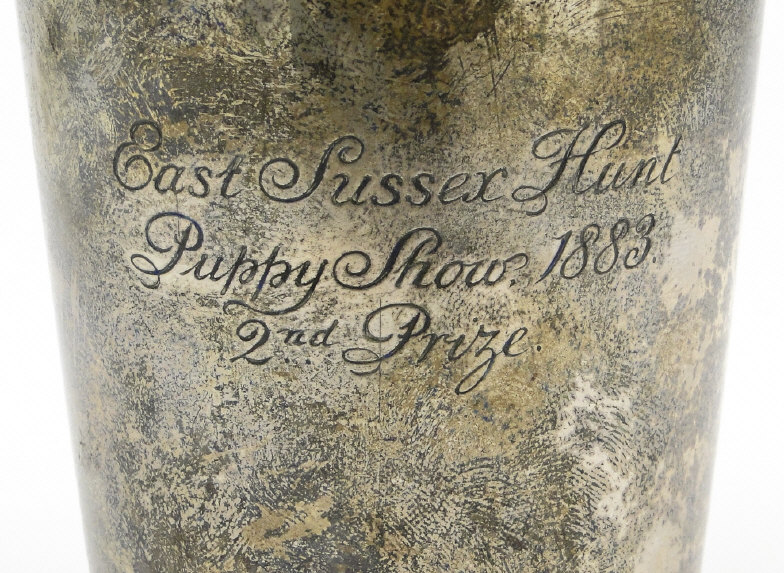 East Sussex Hunt
Puppy Show. 1883.
2nd Prize.